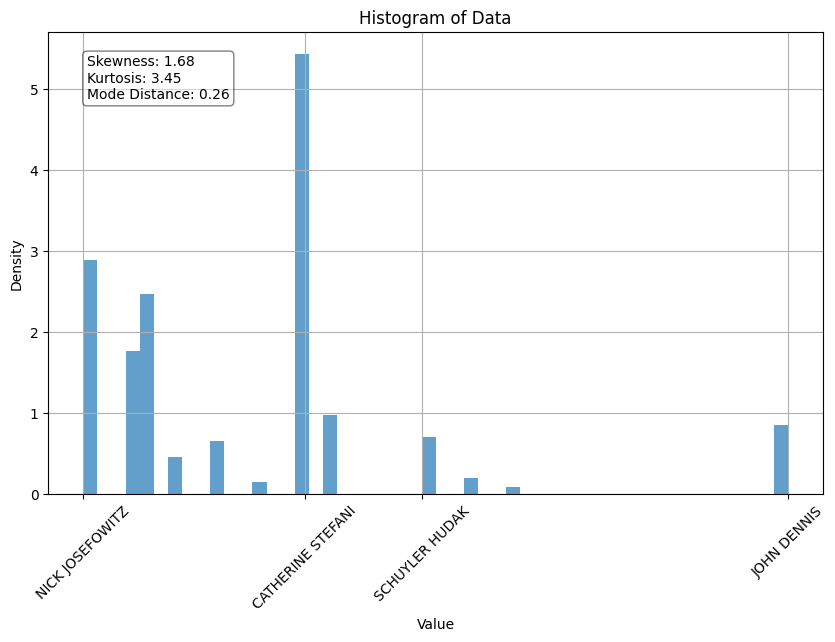 Histogram of Data
Skewness: 1.68
Kurtosis: 3.45
Mode Distance: 0.26
Density
5
4
3
2
1
0
NICK JOSEFOWITZ
CATHERINE STEFANI
SCHUYLER HUDAK
JOHN DENNIS
Value